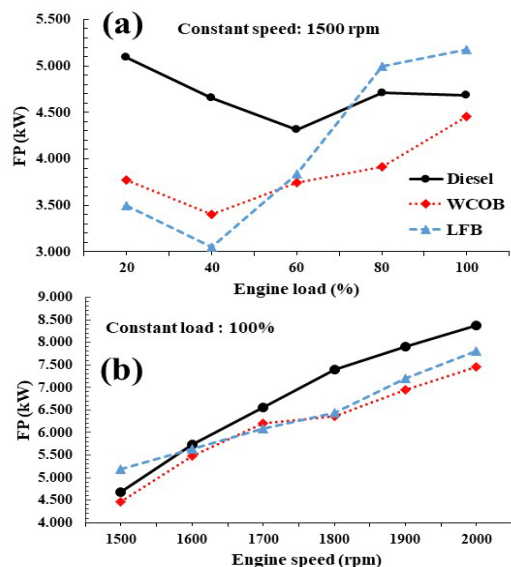 (a)
Constant speed: 1500 rpm
FP (kW)
5.500
5.000
4.500
4.000
3.500
3.000
Diesel
WCOB
LFB
20 40 60 80 100
Engine load (%)
(b)
Constant load : 100%
FP (kW)
9.000
8.500
8.000
7.500
7.000
6.500
6.000
5.500
5.000
4.500
4.000
1500 1600 1700 1800 1900 2000
Engine speed (rpm)